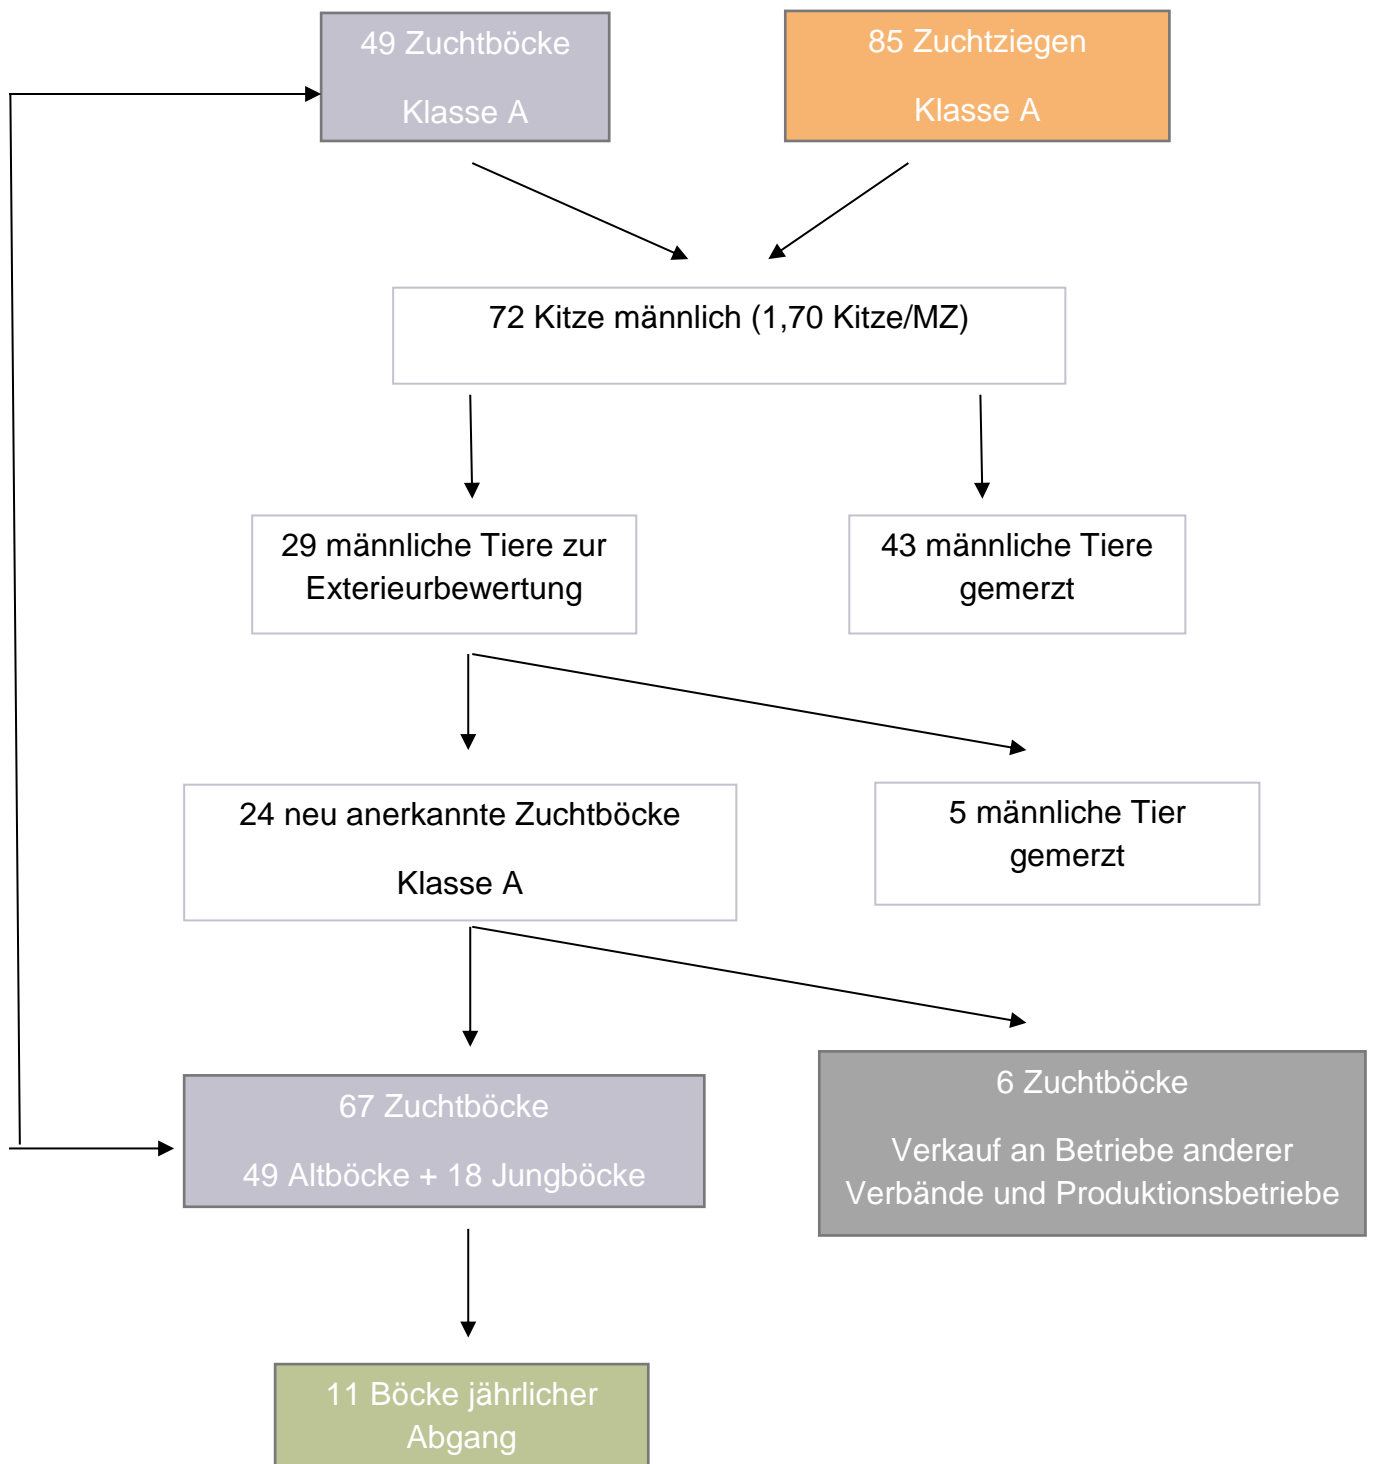 49 Zuchtböcke
Klasse A
85 Zuchtziegen
Klasse A
72 Kitze männlich (1,70 Kitze/MZ)
29 männliche Tiere zur
Exterieurbewertung
43 männliche Tiere
gemerzt
24 neu anerkannte Zuchtböcke
Klasse A
5 männliche Tier
gemerzt
67 Zuchtböcke
49 Altböcke + 18 Jungböcke
6 Zuchtböcke
Verkauf an Betriebe anderer
Verbände und Produktionsbetriebe
11 Böcke jährlicher
Abgang